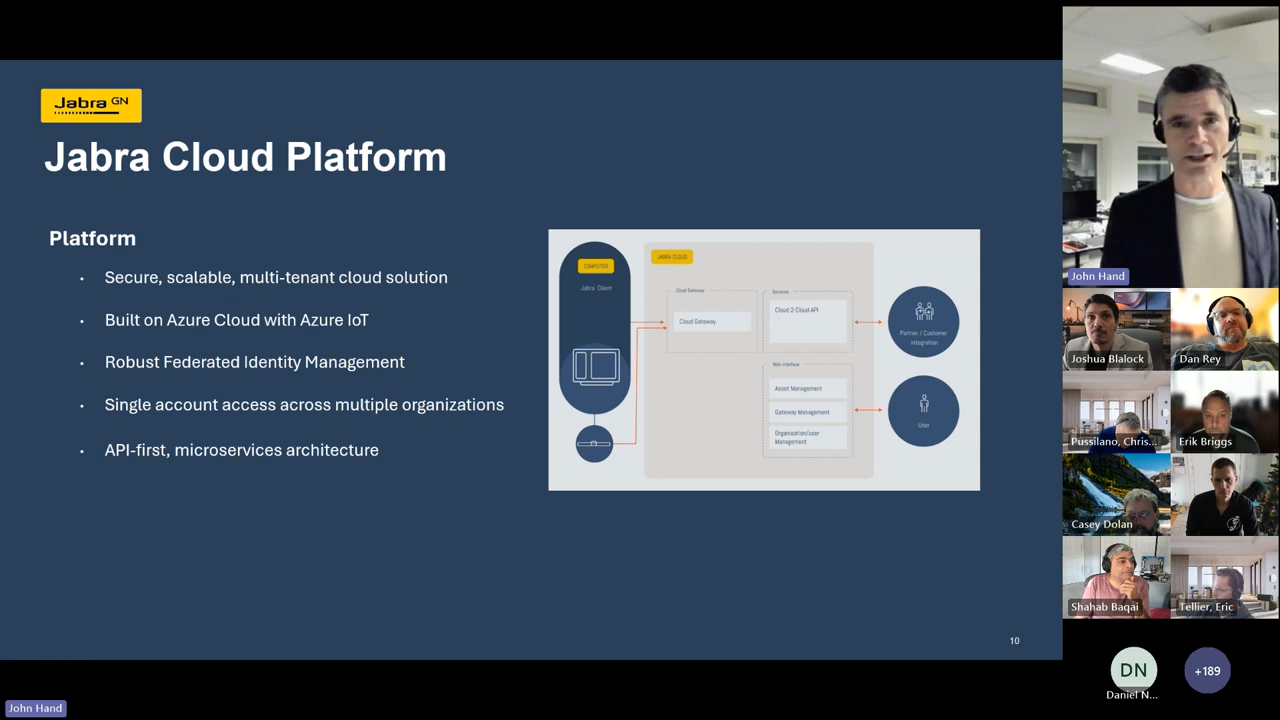 Jabra GN
Jabra Cloud Platform
Platform
• Secure, scalable, multi-tenant cloud solution
• Built on Azure Cloud with Azure IoT
• Robust Federated Identity Management
• Single account access across multiple organizations
• API-first, microservices architecture
COMPUTER
Jabra Client
JABRA CLOUD
Cloud Gateway
Cloud Gateway
Services
Cloud-2-Cloud API
Web interface
Asset Management
Gateway Management
Organisation/user
Management
Partner / Customer
integration
User
10
John Hand
John Hand
Joshua Blalock
Dan Rey
Pussilano, Chris...
Erik Briggs
Casey Dolan
Shahab Baqai
Tellier, Eric
DN
Daniel N...
+189